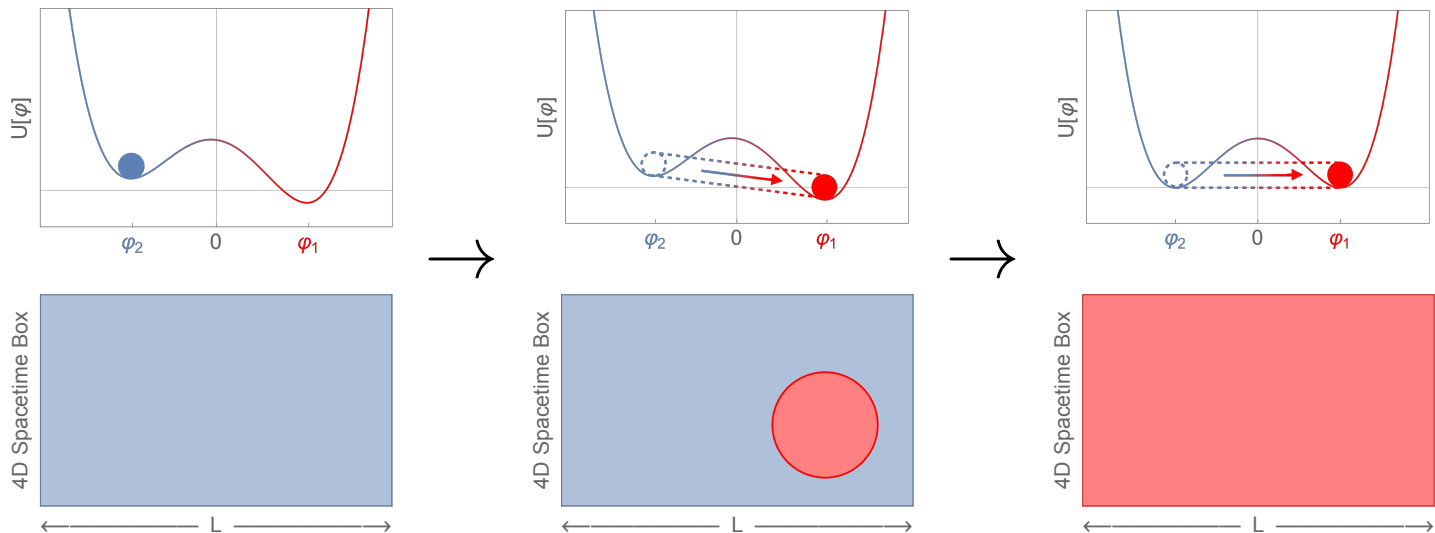 U[φ]
φ₂ 0 φ₁
4D Spacetime Box
L
U[φ]
φ₂ 0 φ₁
4D Spacetime Box
L
U[φ]
φ₂ 0 φ₁
4D Spacetime Box
L